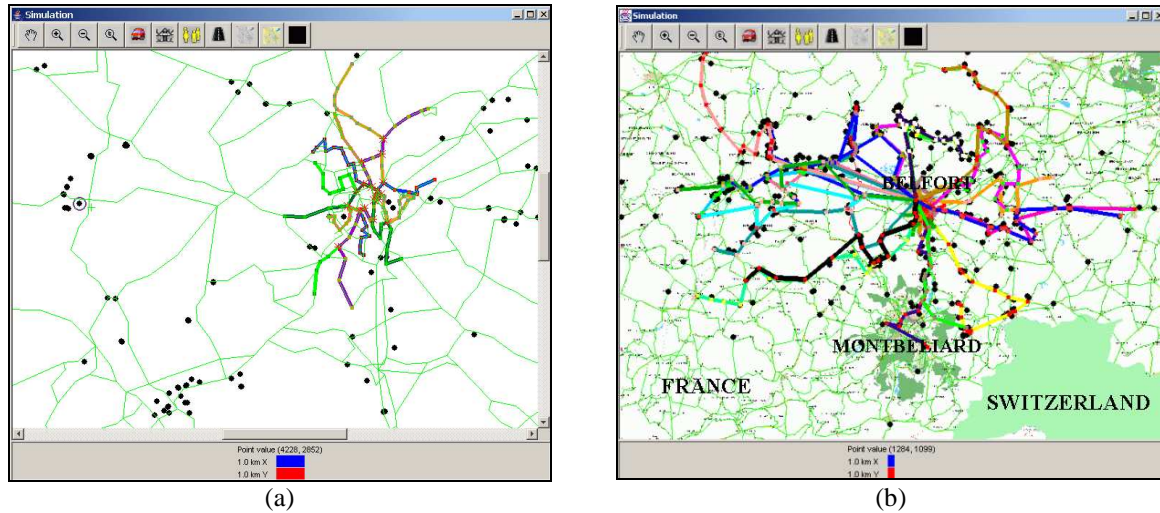 Simulation
Point value (4228, 2852)
1.0 km X
1.0 km Y
(a)
Simulation
BELFORT
MONTBELIARD
FRANCE
SWITZERLAND
Point value (1284, 1099)
1.0 km X
1.0 km Y
(b)